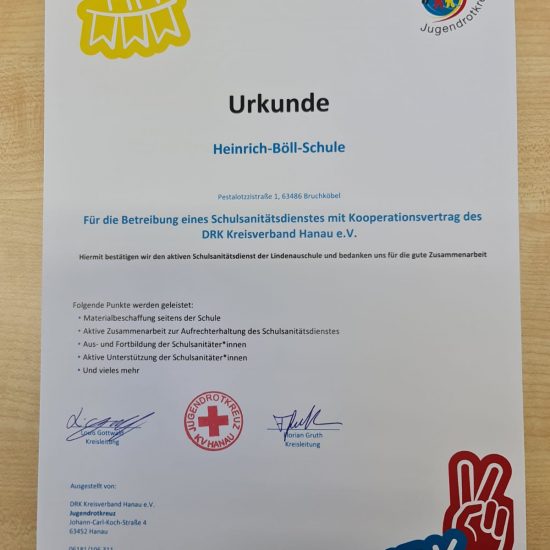 Jugendrotkre
Urkunde
Heinrich-Böll-Schule
Pestalotzzistraße 1, 63486 Bruchköbel
Für die Betreibung eines Schulsanitätsdienstes mit Kooperationsvertrag des
DRK Kreisverband Hanau e.V.
Hiermit bestätigen wir den aktiven Schulsanitätsdienst der Lindenauschule und bedanken uns für die gute Zusammenarbeit
Folgende Punkte werden geleistet:
• Materialbeschaffung seitens der Schule
• Aktive Zusammenarbeit zur Aufrechterhaltung des Schulsanitätsdienstes
• Aus- und Fortbildung der Schulsanitäter*innen
• Aktive Unterstützung der Schulsanitäter*innen
• Und vieles mehr
JUGENDROTKREUZ
KV HANAU
Louis Gottwald
Kreisleitung
Florian Gruth
Kreisleitung
Ausgestellt von:
DRK Kreisverband Hanau e.V.
Jugendrotkreuz
Johann-Carl-Koch-Straße 4
63452 Hanau